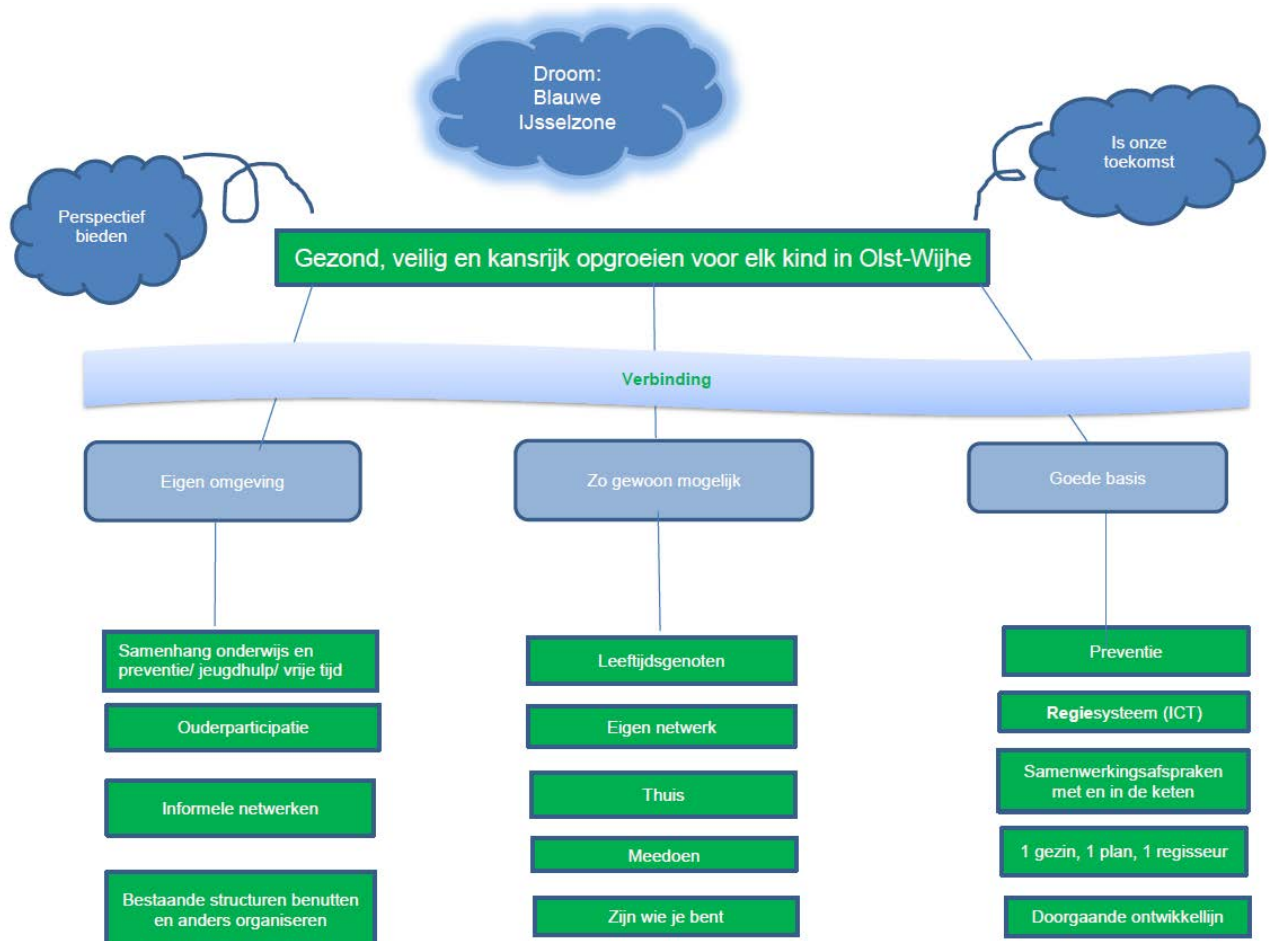 Droom:
Blauwe
IJsselzone
Is onze
toekomst
Perspectief
bieden
Gezond, veilig en kansrijk opgroeien voor elk kind in Olst-Wijhe
Verbinding
Eigen omgeving
Zo gewoon mogelijk
Goede basis
Samenhang onderwijs en
preventie/ jeugdhulp/ vrije tijd
Ouderparticipatie
Informele netwerken
Bestaande structuren benutten
en anders organiseren
Leeftijdsgenoten
Eigen netwerk
Thuis
Meedoen
Zijn wie je bent
Preventie
Regiesysteem (ICT)
Samenwerkingsafspraken
met en in de keten
1 gezin, 1 plan, 1 regisseur
Doorgaande ontwikkellijn